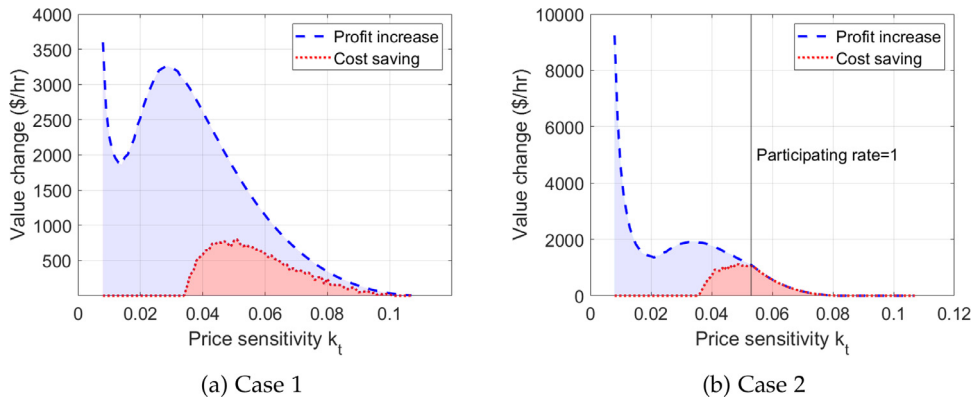 4000
3500
3000
2500
2000
1500
1000
500
Value change ($/hr)
Profit increase
Cost saving
0 0.02 0.04 0.06 0.08 0.1
Price sensitivity k_t
(a) Case 1
10000
8000
6000
4000
2000
0
Value change ($/hr)
Profit increase
Cost saving
Participating rate=1
0 0.02 0.04 0.06 0.08 0.1 0.12
Price sensitivity k_t
(b) Case 2